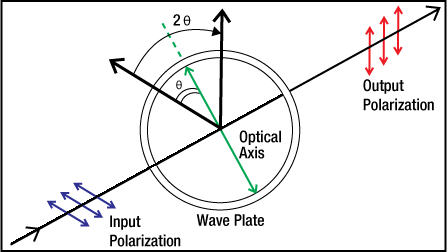 2θ
θ
Output
Polarization
Optical
Axis
Wave Plate
Input
Polarization